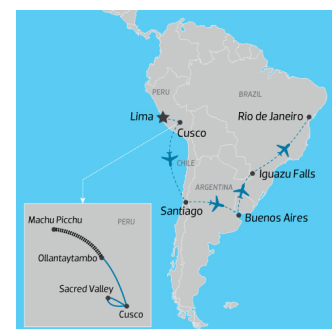 PERU
BRAZIL
Lima
Rio de Janeiro
Cusco
CHILE
Iguazu Falls
ARGENTINA
Santiago
Buenos Aires
Machu Picchu
PERU
Ollantaytambo
Sacred Valley
Cusco